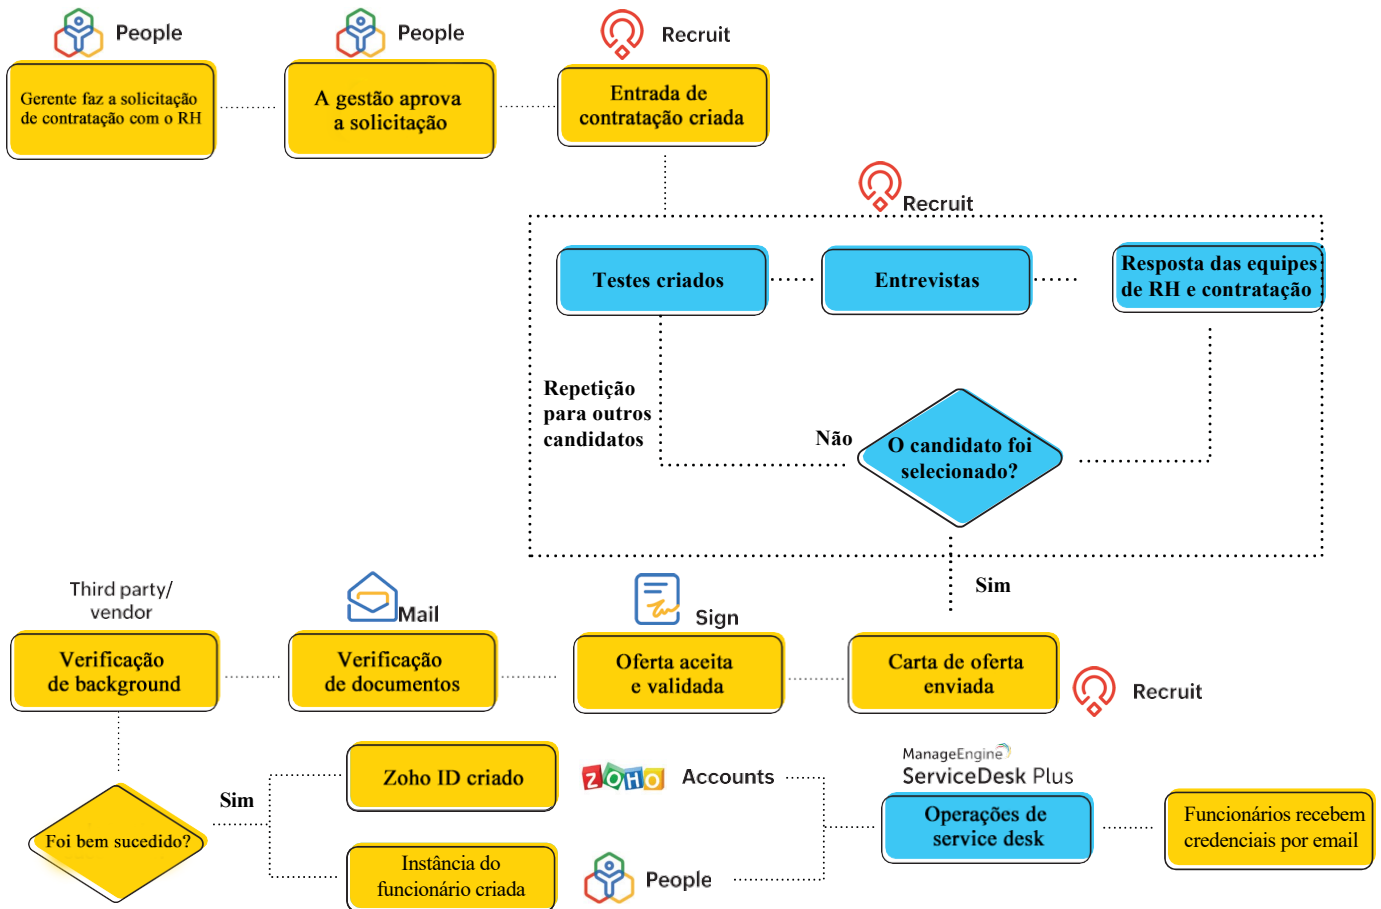 People
People
Recruit
Gerente faz a solicitação
de contratação com o RH
A gestão aprova
a solicitação
Entrada de
contratação criada
Recruit
Testes criados
Entrevistas
Resposta das equipes
de RH e contratação
Repetição
para outros
candidatos
Não
O candidato foi
selecionado?
Sim
Third party/
vendor
Mail
Sign
Verificação
de background
Verificação
de documentos
Oferta aceita
e validada
Carta de oferta
enviada
Recruit
Zoho ID criado
ZOHO Accounts
ManageEngine
ServiceDesk Plus
Sim
Foi bem sucedido?
Operações de
service desk
Funcionários recebem
credenciais por email
Instância do
funcionário criada
People